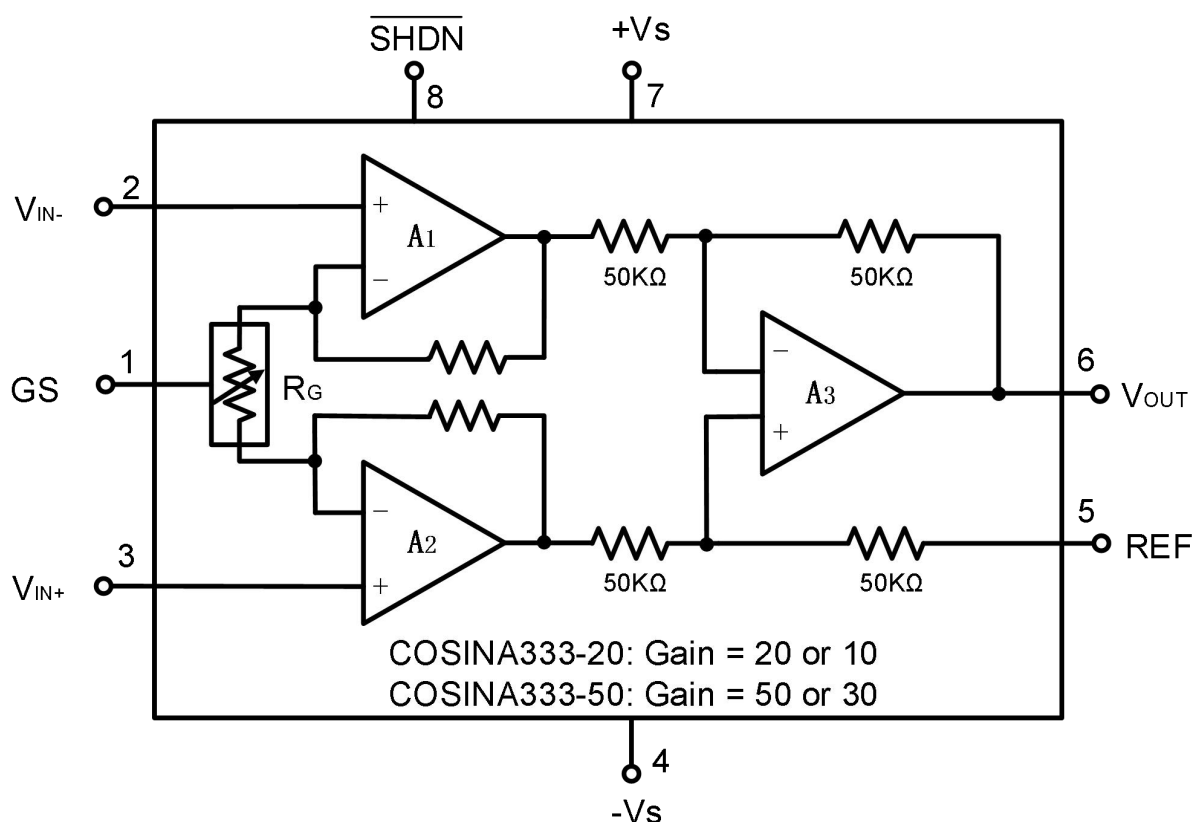 SHDN
+Vs
8
7
2
VIN-
+
A1
−
50KΩ
50KΩ
1
GS
RG
−
A3
+
6
VOUT
−
A2
+
3
VIN+
50KΩ
50KΩ
5
REF
COSINA333-20: Gain = 20 or 10
COSINA333-50: Gain = 50 or 30
4
-Vs